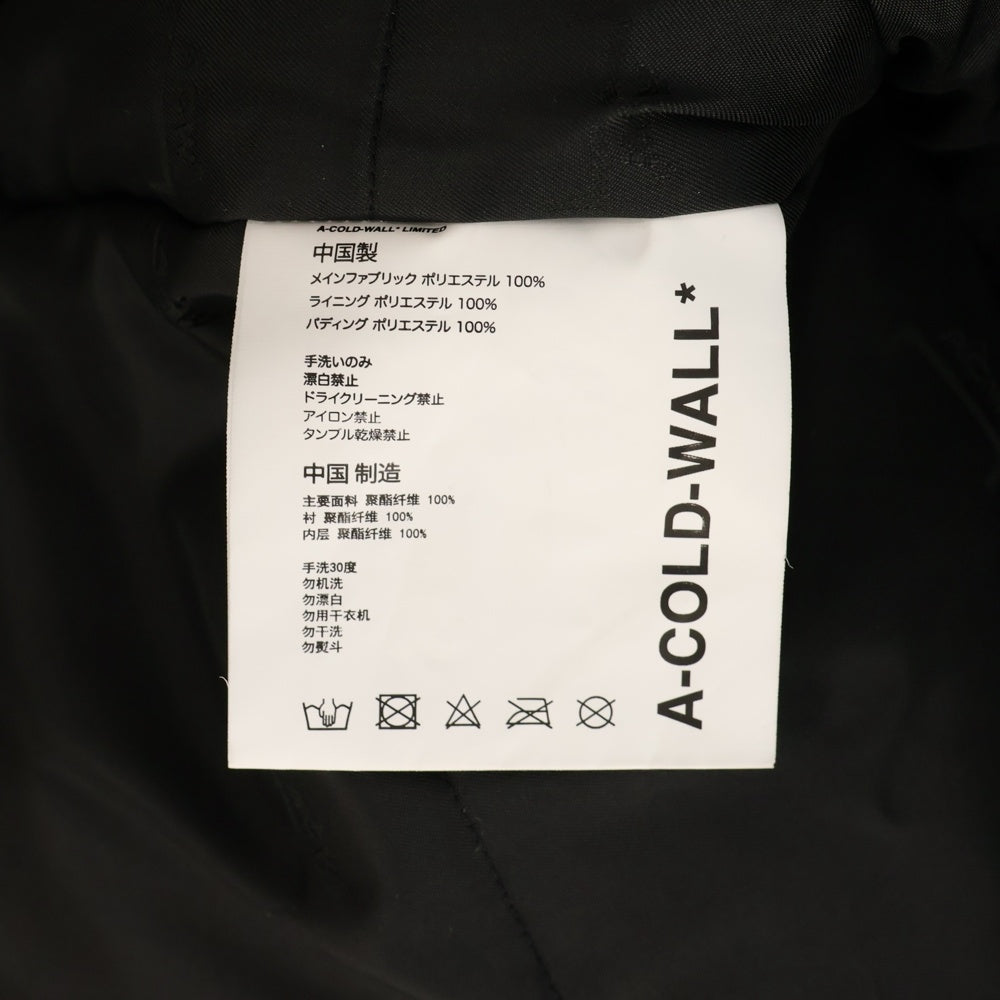 A-COLD-WALL* LIMITED
中国製
メインファブリック ポリエステル 100%
ライニング ポリエステル 100%
パディング ポリエステル 100%
手洗いのみ
漂白禁止
ドライクリーニング禁止
アイロン禁止
タンブル乾燥禁止
中国 制造
主要面料 聚酯纤维 100%
衬 聚酯纤维 100%
内层 聚酯纤维 100%
手洗30度
勿机洗
勿漂白
勿用干衣机
勿干洗
勿熨斗
A-COLD-WALL*